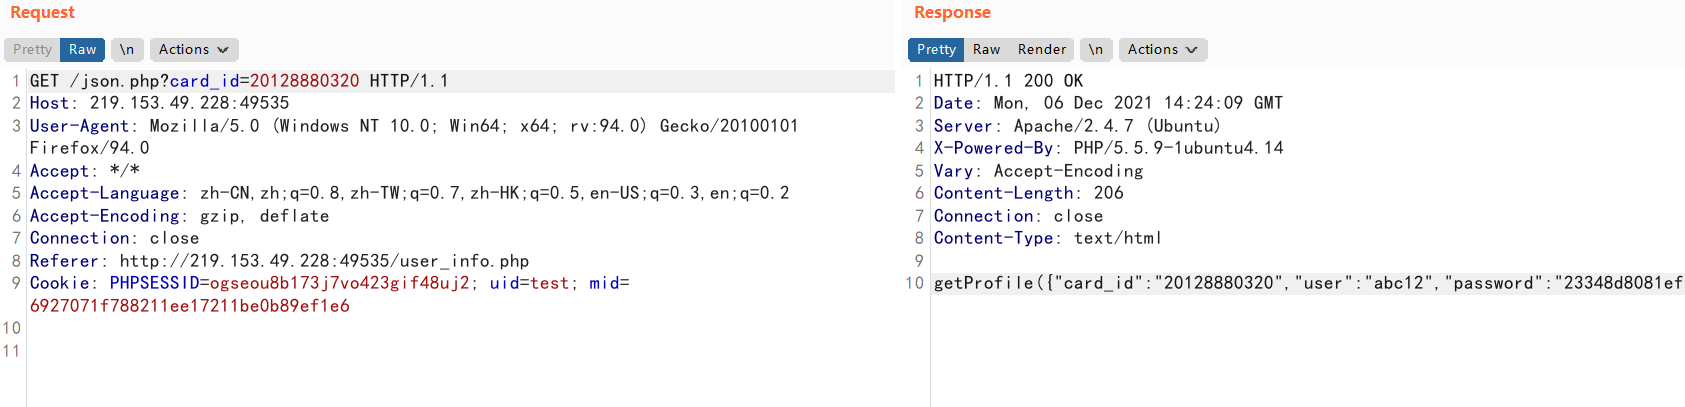 Request
Pretty Raw \n Actions
1 GET /json.php?card_id=20128880320 HTTP/1.1
2 Host: 219.153.49.228:49535
3 User-Agent: Mozilla/5.0 (Windows NT 10.0; Win64; x64; rv:94.0) Gecko/20100101
Firefox/94.0
4 Accept: */*
5 Accept-Language: zh-CN,zh;q=0.8,zh-TW;q=0.7,zh-HK;q=0.5,en-US;q=0.3,en;q=0.2
6 Accept-Encoding: gzip, deflate
7 Connection: close
8 Referer: http://219.153.49.228:49535/user_info.php
9 Cookie: PHPSESSID=ogseou8b173j7vo423gif48uj2; uid=test; mid=
6927071f788211ee17211be0b89ef1e6
10
11
Response
Pretty Raw Render \n Actions
1 HTTP/1.1 200 OK
2 Date: Mon, 06 Dec 2021 14:24:09 GMT
3 Server: Apache/2.4.7 (Ubuntu)
4 X-Powered-By: PHP/5.5.9-1ubuntu4.14
5 Vary: Accept-Encoding
6 Content-Length: 206
7 Connection: close
8 Content-Type: text/html
9
10 getProfile({"card_id":"20128880320","user":"abc12","password":"23348d8081ef